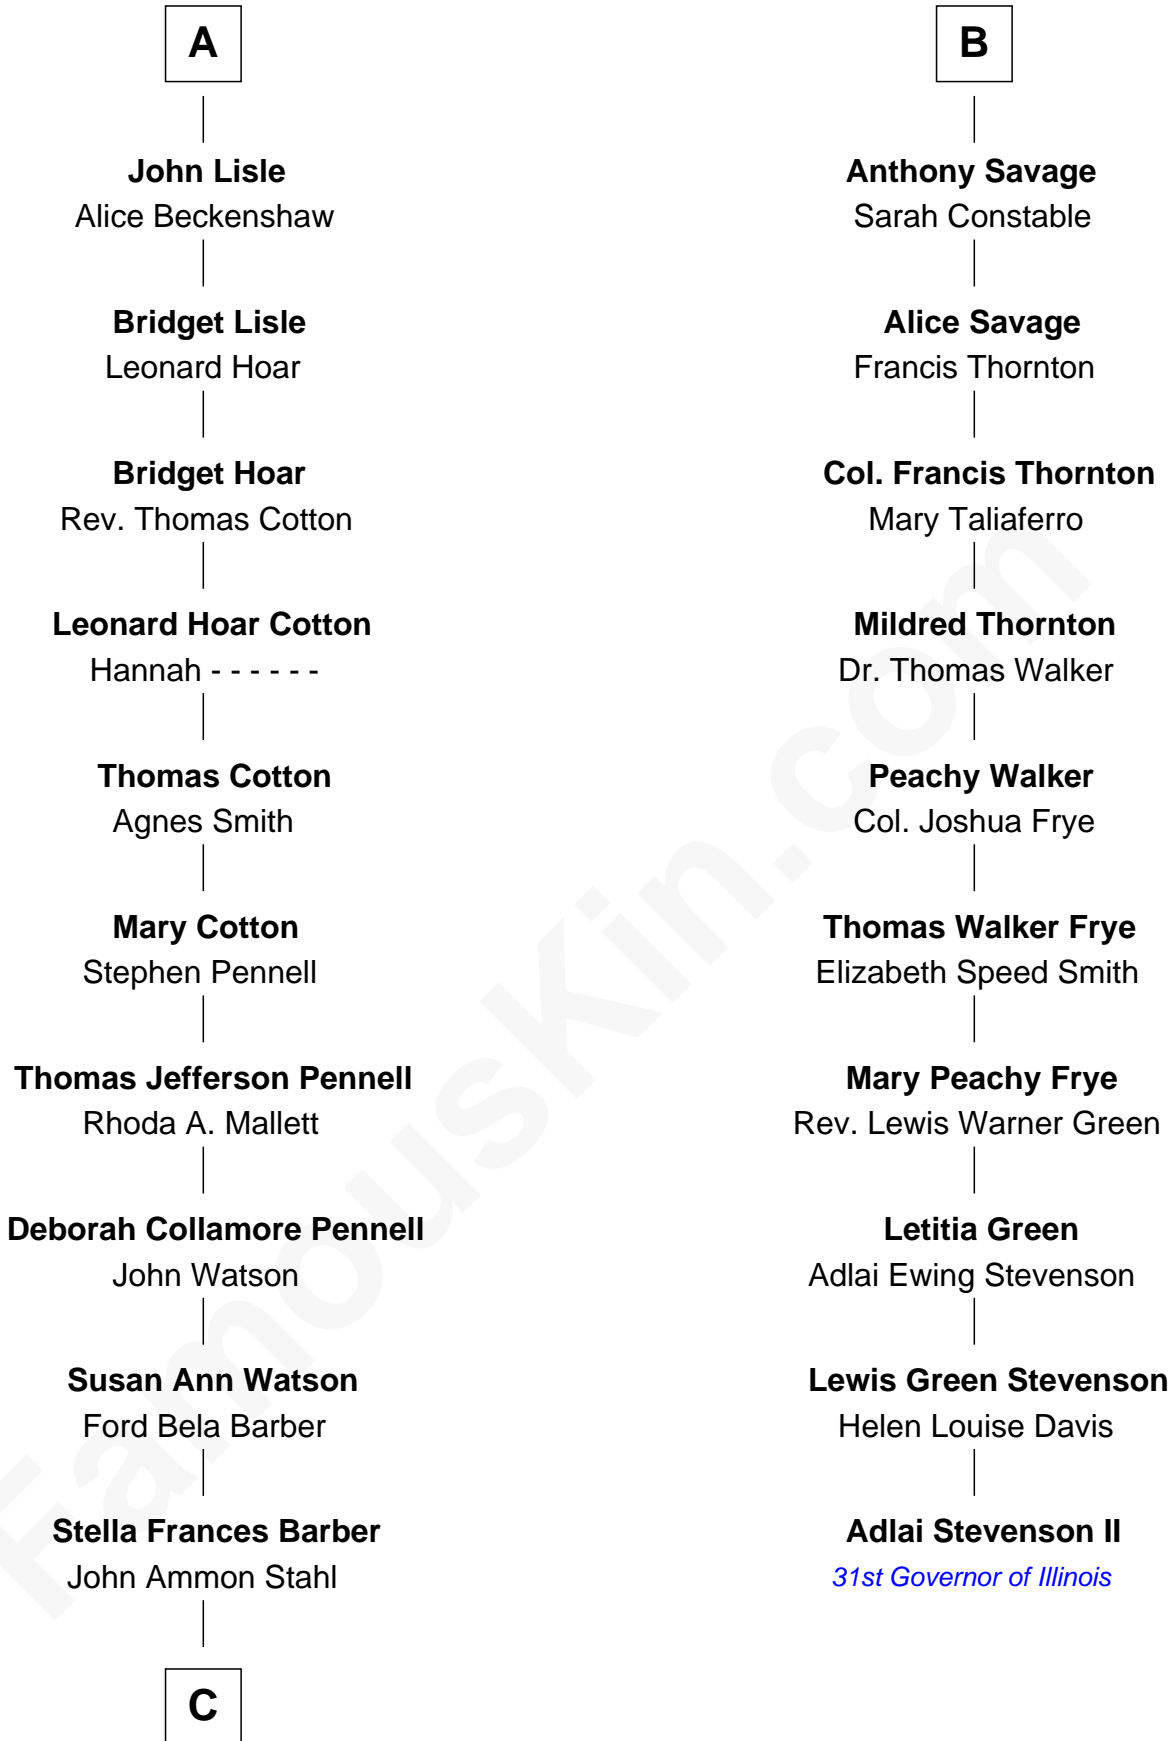 A
John Lisle
Alice Beckenshaw
Bridget Lisle
Leonard Hoar
Bridget Hoar
Rev. Thomas Cotton
Leonard Hoar Cotton
Hannah - - - - - -
Thomas Cotton
Agnes Smith
Mary Cotton
Stephen Pennell
Thomas Jefferson Pennell
Rhoda A. Mallett
Deborah Collamore Pennell
John Watson
Susan Ann Watson
Ford Bela Barber
Stella Frances Barber
John Ammon Stahl
C
B
Anthony Savage
Sarah Constable
Alice Savage
Francis Thornton
Col. Francis Thornton
Mary Taliaferro
Mildred Thornton
Dr. Thomas Walker
Peachy Walker
Col. Joshua Frye
Thomas Walker Frye
Elizabeth Speed Smith
Mary Peachy Frye
Rev. Lewis Warner Green
Letitia Green
Adlai Ewing Stevenson
Lewis Green Stevenson
Helen Louise Davis
Adlai Stevenson II
31st Governor of Illinois
FamousKin.com